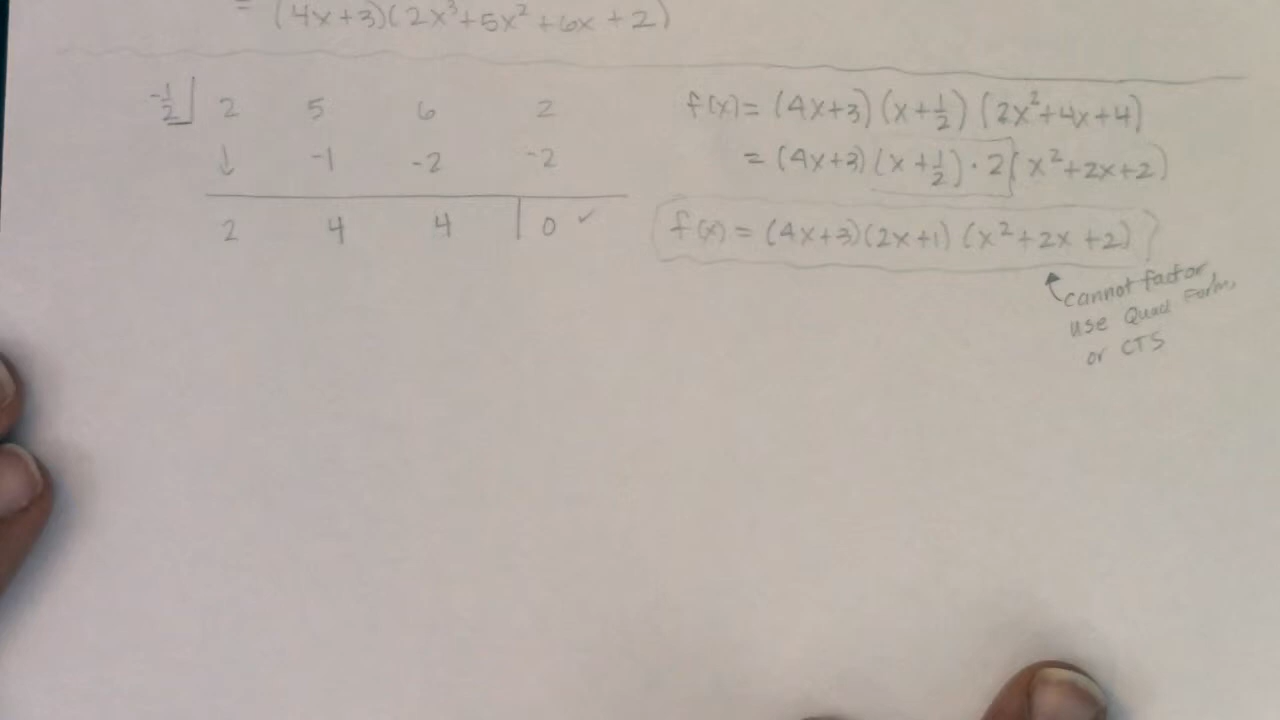 = (4x+3)(2x³+5x²+6x+2)
-1/2 | 2 5 6 2
↓ -1 -2 -2
2 4 4 | 0 ✓
f(x) = (4x+3)(x+1/2)(2x²+4x+4)
= (4x+3)(x+1/2)·2(x²+2x+2)
f(x) = (4x+3)(2x+1)(x²+2x+2)
cannot factor,
use Quad Form,
or CTS